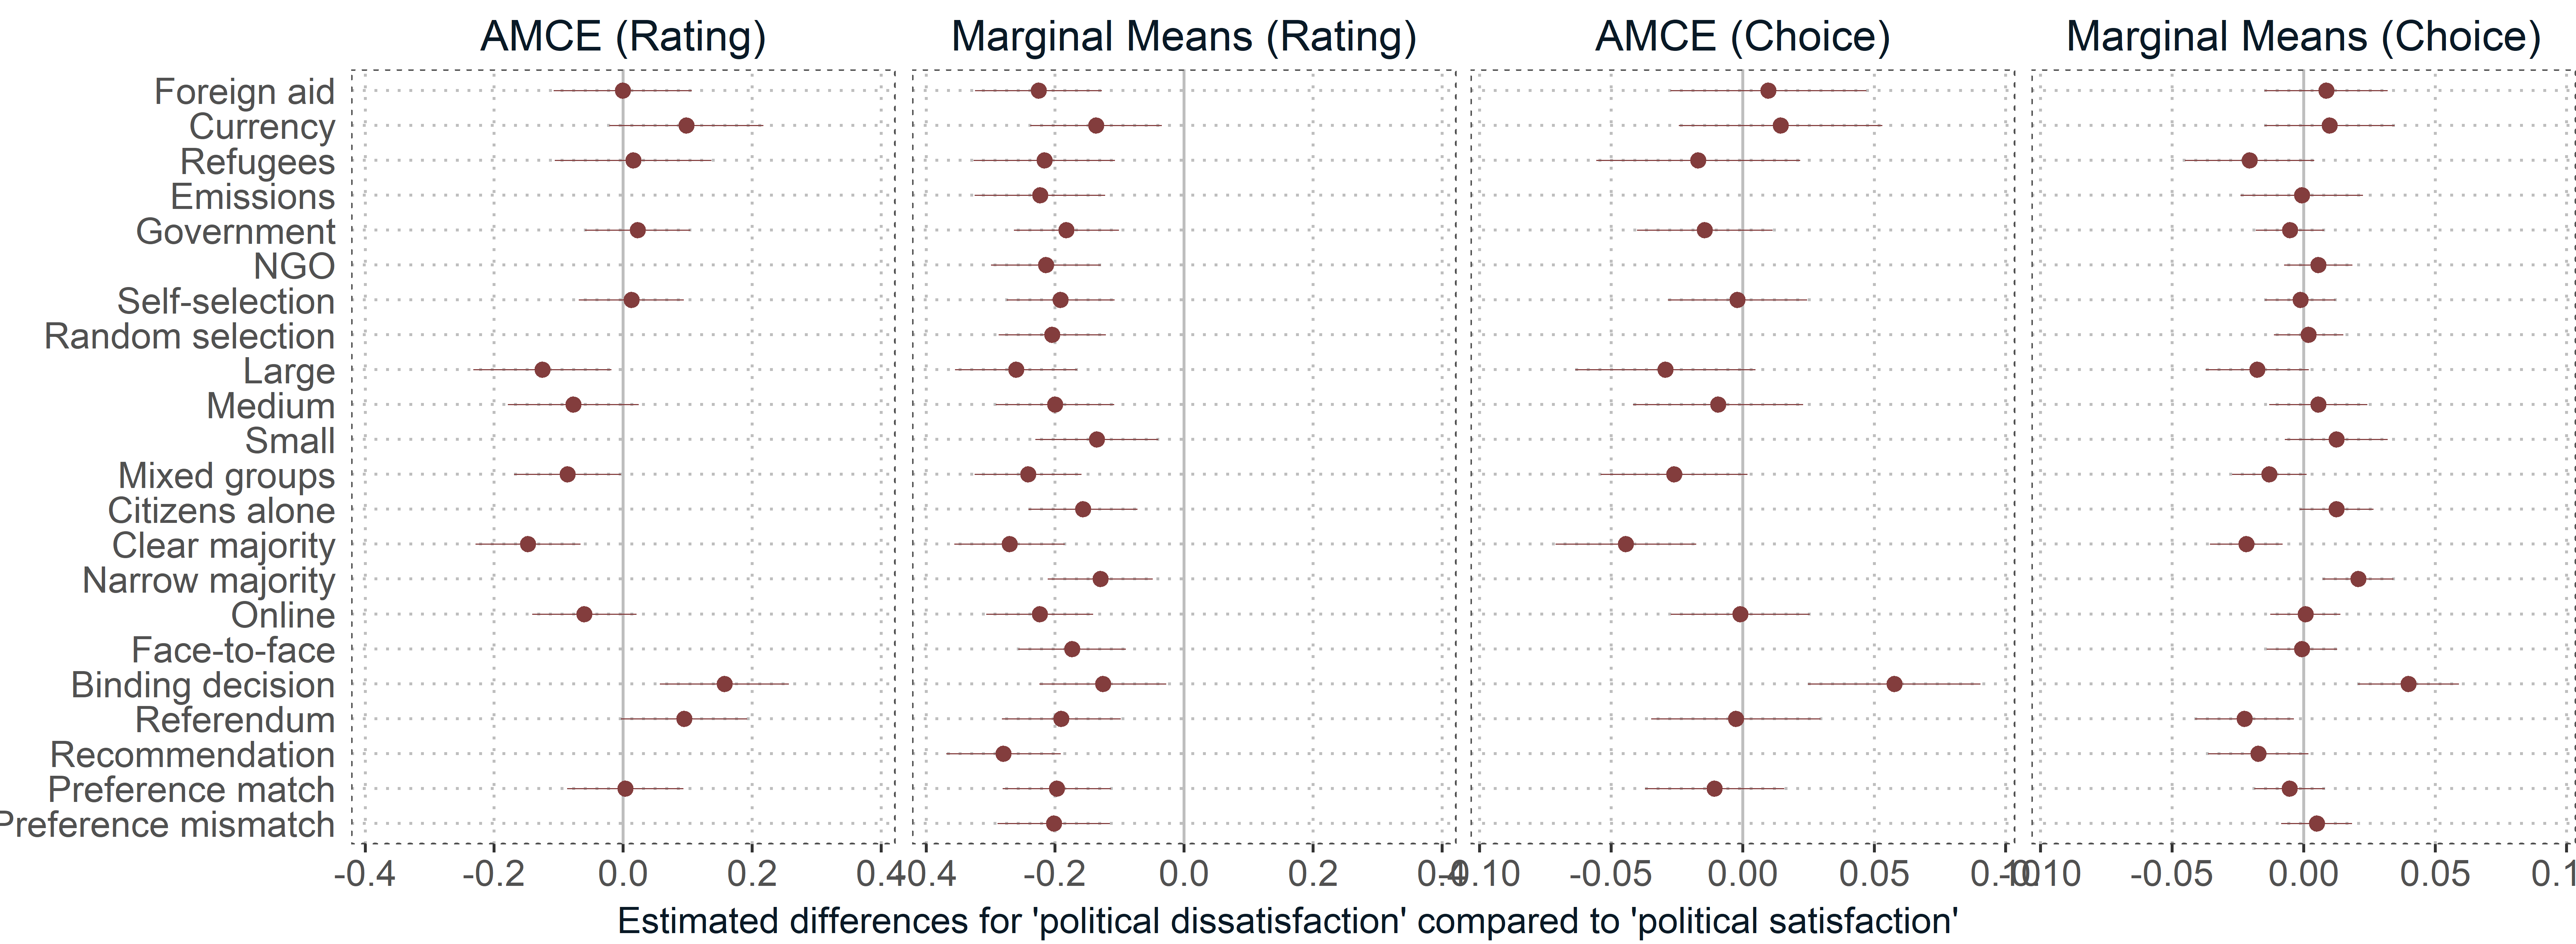 AMCE (Rating) Marginal Means (Rating) AMCE (Choice) Marginal Means (Choice)
Foreign aid
Currency
Refugees
Emissions
Government
NGO
Self-selection
Random selection
Large
Medium
Small
Mixed groups
Citizens alone
Clear majority
Narrow majority
Online
Face-to-face
Binding decision
Referendum
Recommendation
Preference match
Preference mismatch
-0.4 -0.2 0.0 0.2 0.4 -0.4 -0.2 0.0 0.2 0.4 -0.10 -0.05 0.00 0.05 0.10 -0.10 -0.05 0.00 0.05 0.1
Estimated differences for 'political dissatisfaction' compared to 'political satisfaction'